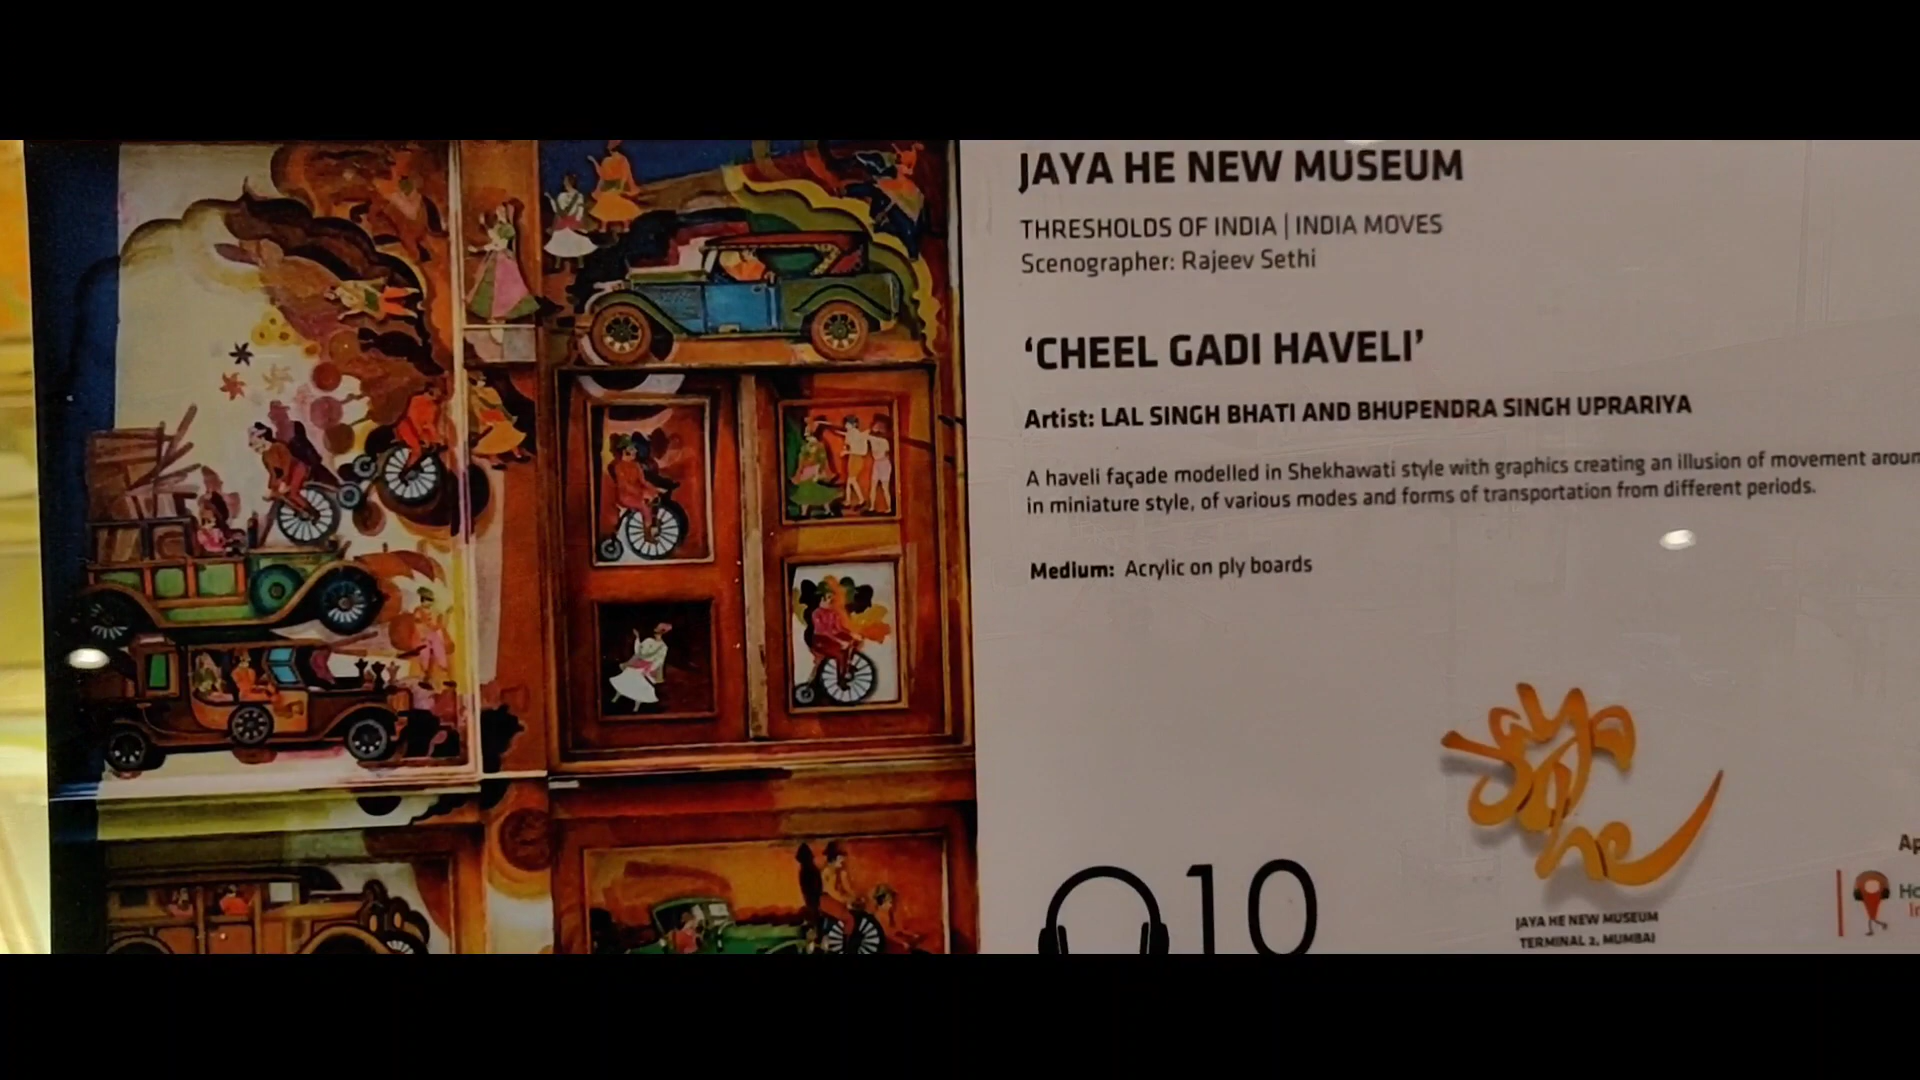 JAYA HE NEW MUSEUM
THRESHOLDS OF INDIA | INDIA MOVES
Scenographer: Rajeev Sethi
‘CHEEL GADI HAVELI’
Artist: LAL SINGH BHATI AND BHUPENDRA SINGH UPRARIYA
A haveli façade modelled in Shekhawati style with graphics creating an illusion of movement
in miniature style, of various modes and forms of transportation from different periods.
Medium: Acrylic on ply boards
jaya he
10
JAYA HE NEW MUSEUM
TERMINAL 2, MUMBAI